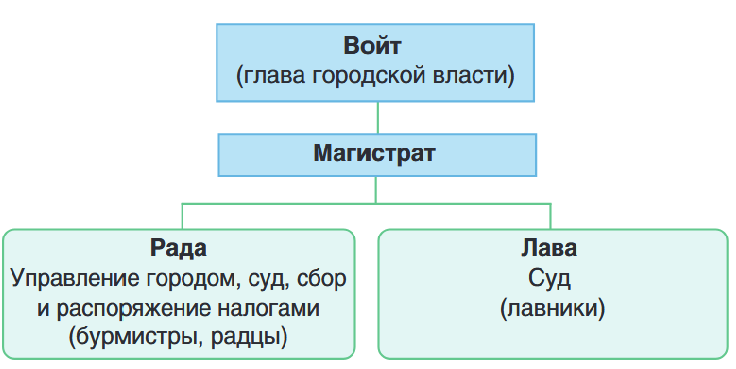 Войт
(глава городской власти)
Магистрат
Рада
Управление городом, суд, сбор
и распоряжение налогами
(бурмистры, радцы)
Лава
Суд
(лавники)